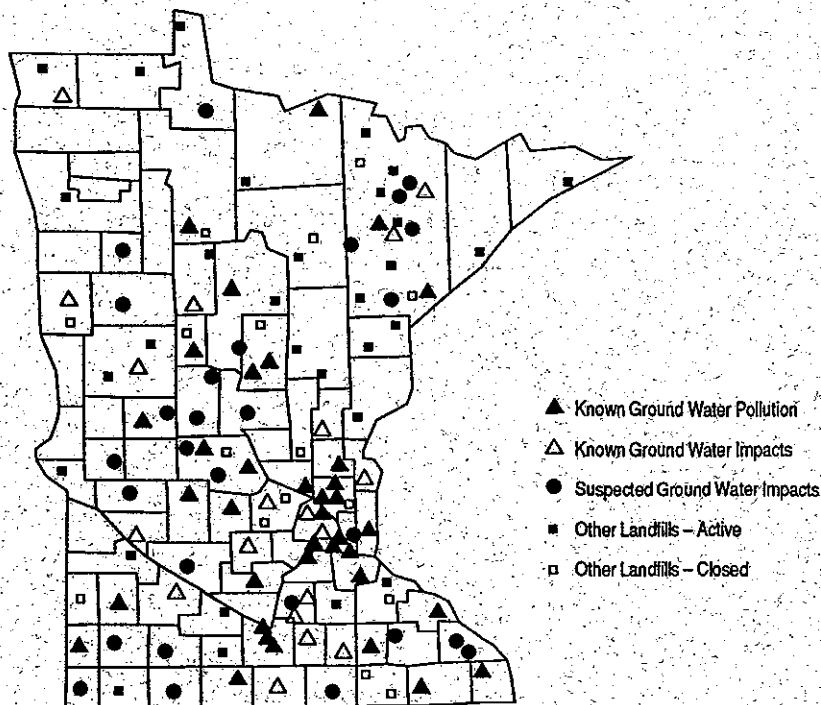 Known Ground Water Pollution
Known Ground Water Impacts
Suspected Ground Water Impacts
Other Landfills – Active
Other Landfills – Closed